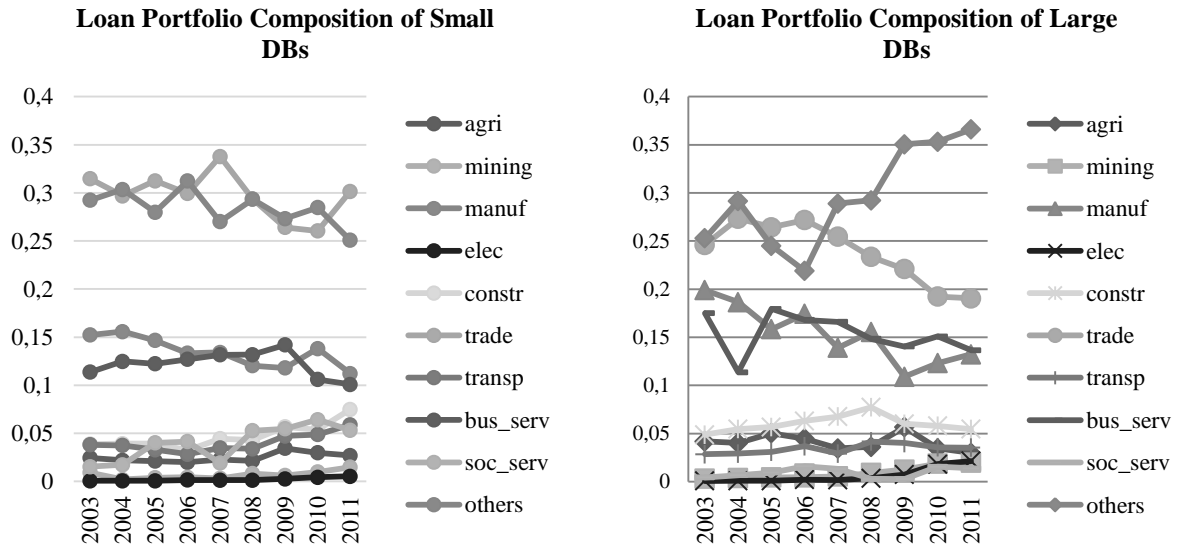 Loan Portfolio Composition of Small
DBs
0,4
0,35
0,3
0,25
0,2
0,15
0,1
0,05
0
2003
2004
2005
2006
2007
2008
2009
2010
2011
agri
mining
manuf
elec
constr
trade
transp
bus_serv
soc_serv
others
Loan Portfolio Composition of Large
DBs
0,4
0,35
0,3
0,25
0,2
0,15
0,1
0,05
0
2003
2004
2005
2006
2007
2008
2009
2010
2011
agri
mining
manuf
elec
constr
trade
transp
bus_serv
soc_serv
others